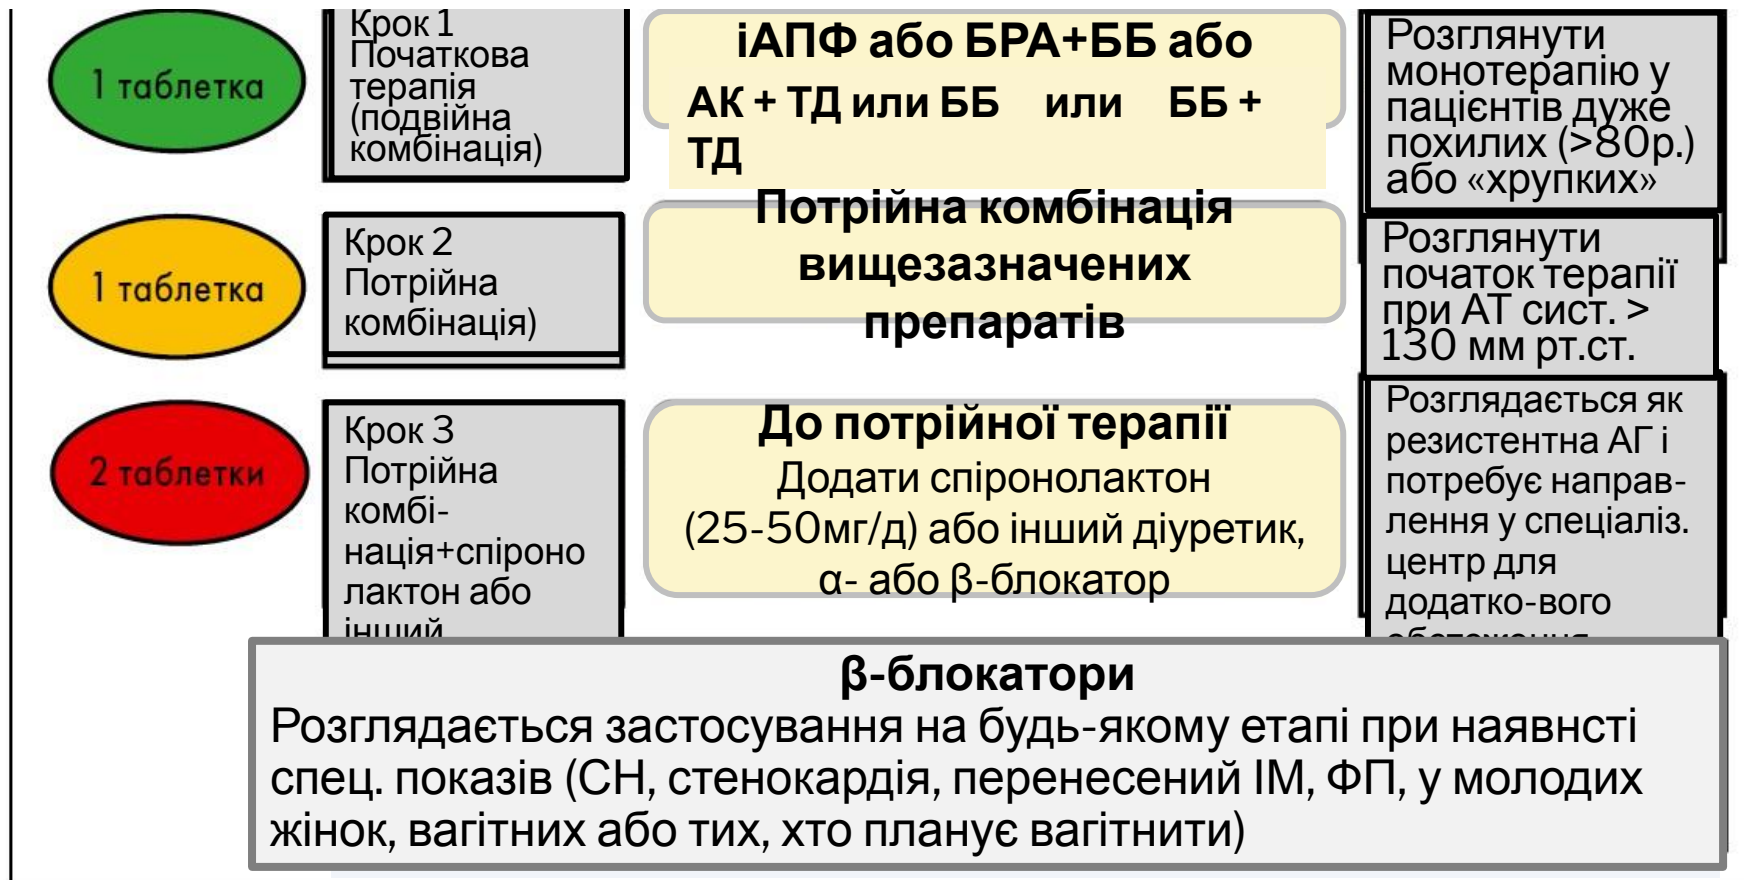 1 таблетка
Крок 1
Початкова
терапія
(подвійна
комбінація)
іАПФ або БРА+ББ або
АК + ТД или ББ или ББ +
ТД
Розглянути
монотерапію у
пацієнтів дуже
похилих (>80р.)
або «хрупких»
1 таблетка
Крок 2
Потрійна
комбінація)
Потрійна комбінація
вищезазначених
препаратів
Розглянути
початок терапії
при АТ сист. >
130 мм рт.ст.
2 таблетки
Крок 3
Потрійна
комбі-
нація+спіроно
лактон або
інший
До потрійної терапії
Додати спіронолактон
(25-50мг/д) або інший діуретик,
α- або β-блокатор
Розглядається як
резистентна АГ і
потребує направ-
лення у спеціаліз.
центр для
додатко-вого
β-блокатори
Розглядається застосування на будь-якому етапі при наявнсті
спец. показів (СН, стенокардія, перенесений ІМ, ФП, у молодих
жінок, вагітних або тих, хто планує вагітнити)